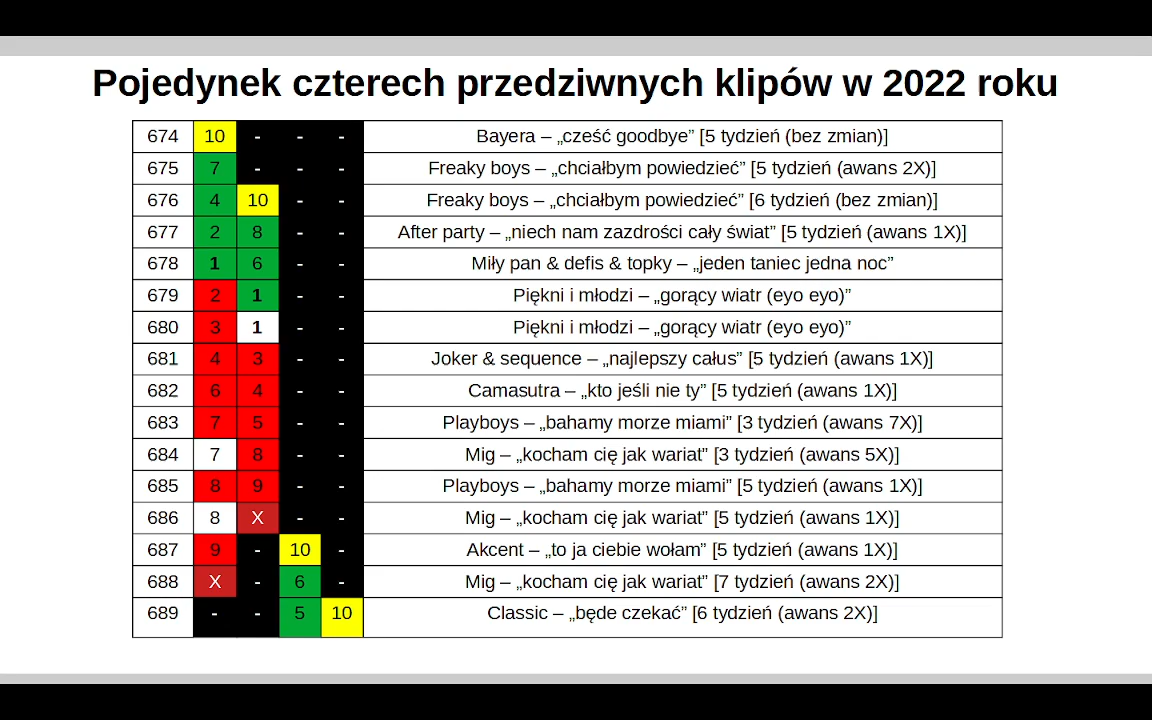 Pojedynek czterech przedziwnych klipów w 2022 roku
674 10 - - - Bayera – „cześć goodbye” [5 tydzień (bez zmian)]
675 7 - - - Freaky boys – „chciałbym powiedzieć” [5 tydzień (awans 2X)]
676 4 10 - - Freaky boys – „chciałbym powiedzieć” [6 tydzień (bez zmian)]
677 2 8 - - After party – „niech nam zazdrości cały świat” [5 tydzień (awans 1X)]
678 1 6 - - Miły pan & defis & topky – „jeden taniec jedna noc”
679 2 1 - - Piękni i młodzi – „gorący wiatr (eyo eyo)”
680 3 1 - - Piękni i młodzi – „gorący wiatr (eyo eyo)”
681 4 3 - - Joker & sequence – „najlepszy całus” [5 tydzień (awans 1X)]
682 6 4 - - Camasutra – „kto jeśli nie ty” [5 tydzień (awans 1X)]
683 7 5 - - Playboys – „bahamy morze miami” [3 tydzień (awans 7X)]
684 7 8 - - Mig – „kocham cię jak wariat” [3 tydzień (awans 5X)]
685 8 9 - - Playboys – „bahamy morze miami” [5 tydzień (awans 1X)]
686 8 X - - Mig – „kocham cię jak wariat” [5 tydzień (awans 1X)]
687 9 - 10 - Akcent – „to ja ciebie wołam” [5 tydzień (awans 1X)]
688 X - 6 - Mig – „kocham cię jak wariat” [7 tydzień (awans 2X)]
689 - - 5 10 Classic – „będe czekać” [6 tydzień (awans 2X)]